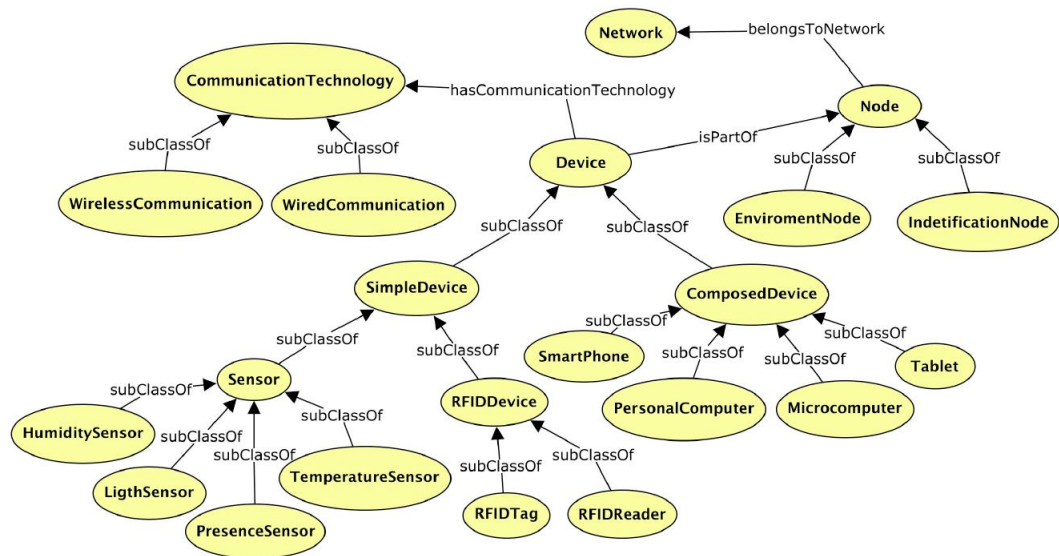 Network
belongsToNetwork
CommunicationTechnology
hasCommunicationTechnology
Node
subClassOf
subClassOf
isPartOf
Device
subClassOf
subClassOf
WirelessCommunication
WiredCommunication
EnviromentNode
IndetificationNode
subClassOf
subClassOf
SimpleDevice
ComposedDevice
subClassOf
subClassOf
subClassOf
subClassOf
subClassOf
subClassOf
SmartPhone
Tablet
Sensor
subClassOf
RFIDDevice
PersonalComputer
Microcomputer
HumiditySensor
subClassOf
subClassOf
subClassOf
subClassOf
subClassOf
LigthSensor
TemperatureSensor
RFIDTag
RFIDReader
PresenceSensor